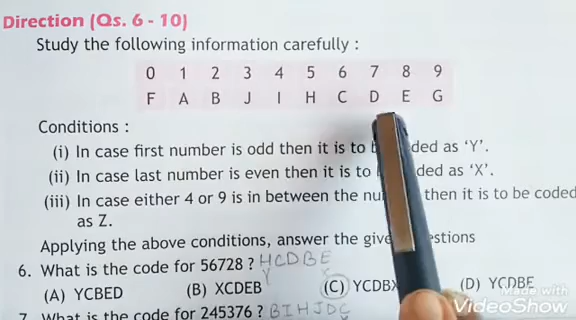 Direction (Qs. 6 - 10)
Study the following information carefully :
0 1 2 3 4 5 6 7 8 9
F A B J I H C D E G
Conditions :
(i) In case first number is odd then it is to ded as 'Y'.
(ii) In case last number is even then it is to ded as 'X'.
(iii) In case either 4 or 9 is in between the then it is to be coded
as Z.
Applying the above conditions, answer the
6. What is the code for 56728 ? HCDBE
Y
(A) YCBED (B) XCDEB (C) (D) YCDBE
7. What is the code for 245376 ? BIHJDC
Made With
VideoShow